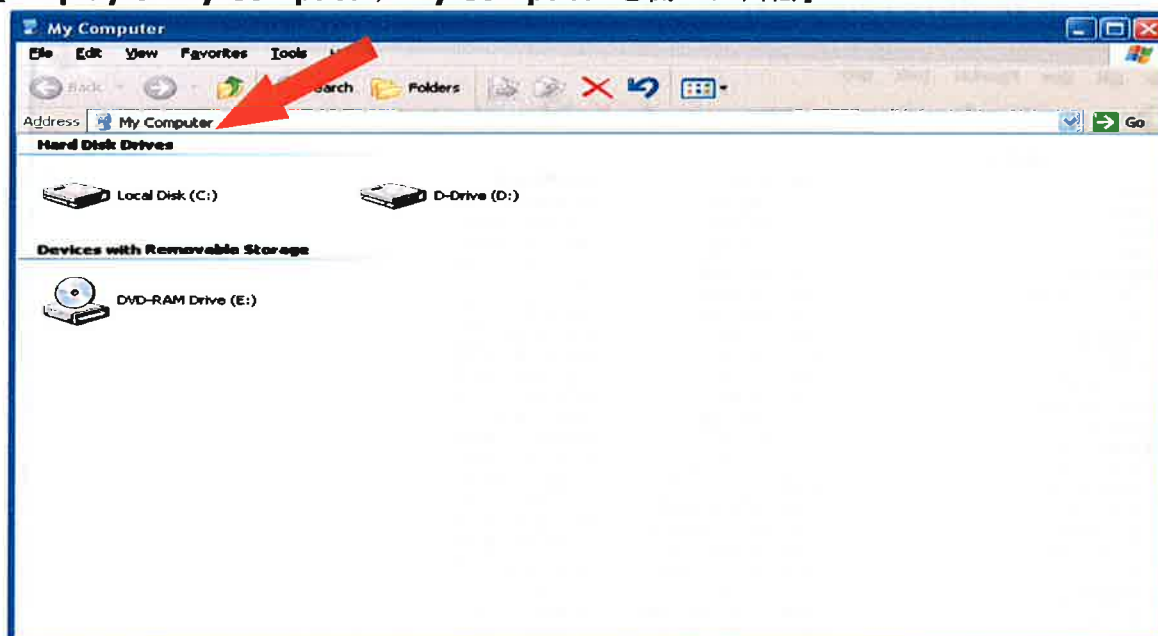 My Computer
File Edit View Favorites Tools
Back Search Folders
Address My Computer Go
Hard Disk Drives
Local Disk (C:) D-Drive (D:)
Devices with Removable Storage
DVD-RAM Drive (E:)